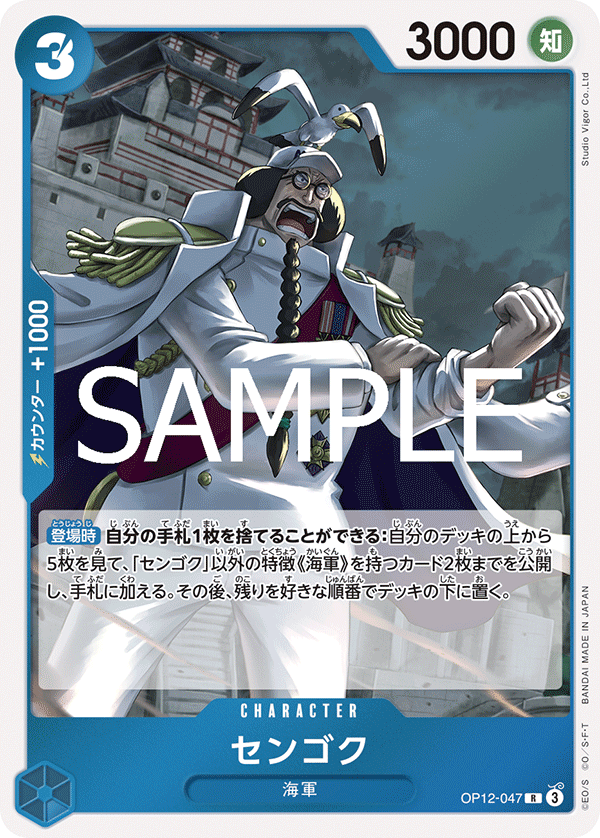 3
3000
知
Studio Vigor Co.,Ltd
カウンター +1000
SAMPLE
登場時 自分の手札1枚を捨てることができる:自分のデッキの上から
5枚を見て、「センゴク」以外の特徴《海軍》を持つカード2枚までを公開
し、手札に加える。その後、残りを好きな順番でデッキの下に置く。
CHARACTER
センゴク
海軍
OP12-047 R 3
©E.O/S ©O/S·F·T BANDAI MADE IN JAPAN